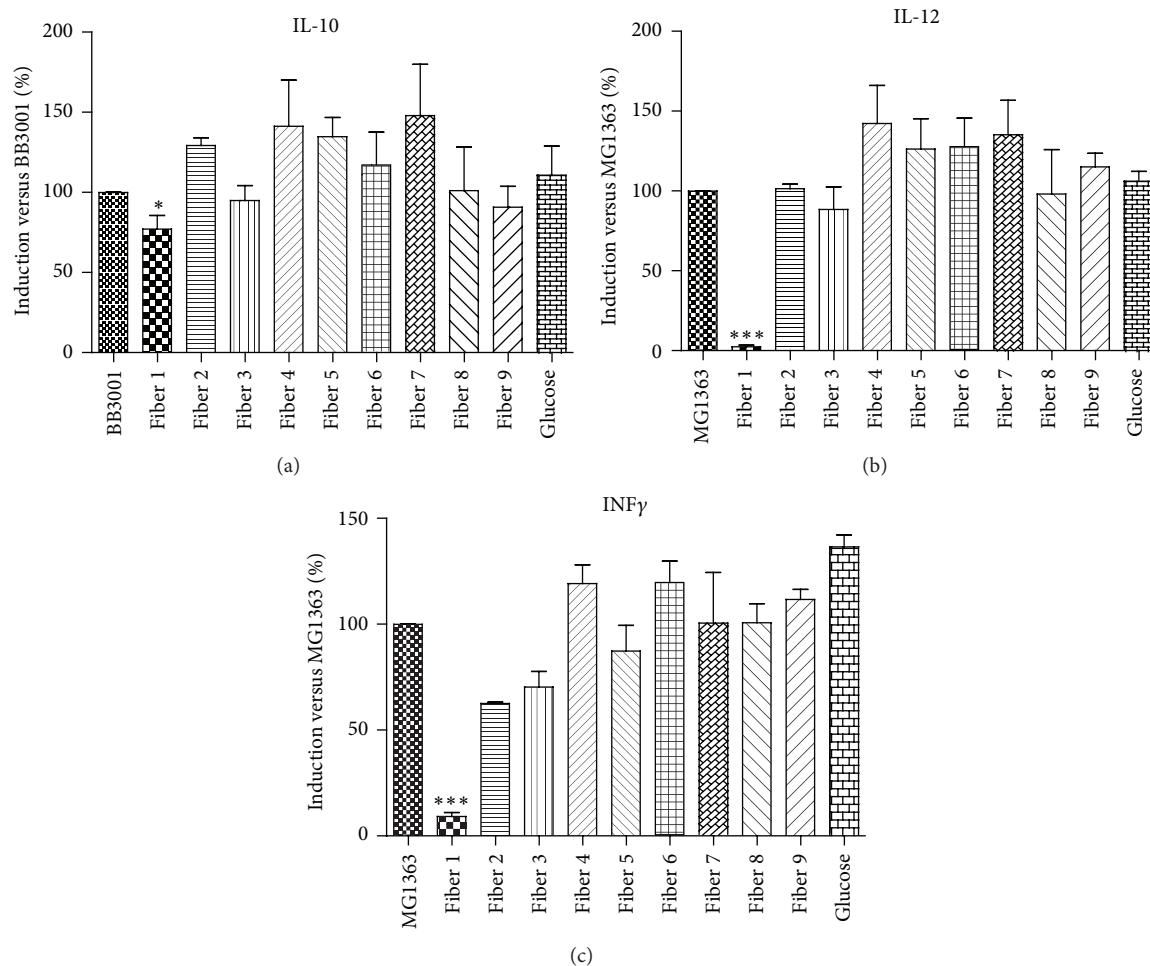 IL-10
Induction versus BB3001 (%)
200
150
100
50
0
*
BB3001
Fiber 1
Fiber 2
Fiber 3
Fiber 4
Fiber 5
Fiber 6
Fiber 7
Fiber 8
Fiber 9
Glucose
(a)
IL-12
Induction versus MG1363 (%)
200
150
100
50
0
***
MG1363
Fiber 1
Fiber 2
Fiber 3
Fiber 4
Fiber 5
Fiber 6
Fiber 7
Fiber 8
Fiber 9
Glucose
(b)
INFγ
Induction versus MG1363 (%)
150
100
50
0
***
MG1363
Fiber 1
Fiber 2
Fiber 3
Fiber 4
Fiber 5
Fiber 6
Fiber 7
Fiber 8
Fiber 9
Glucose
(c)